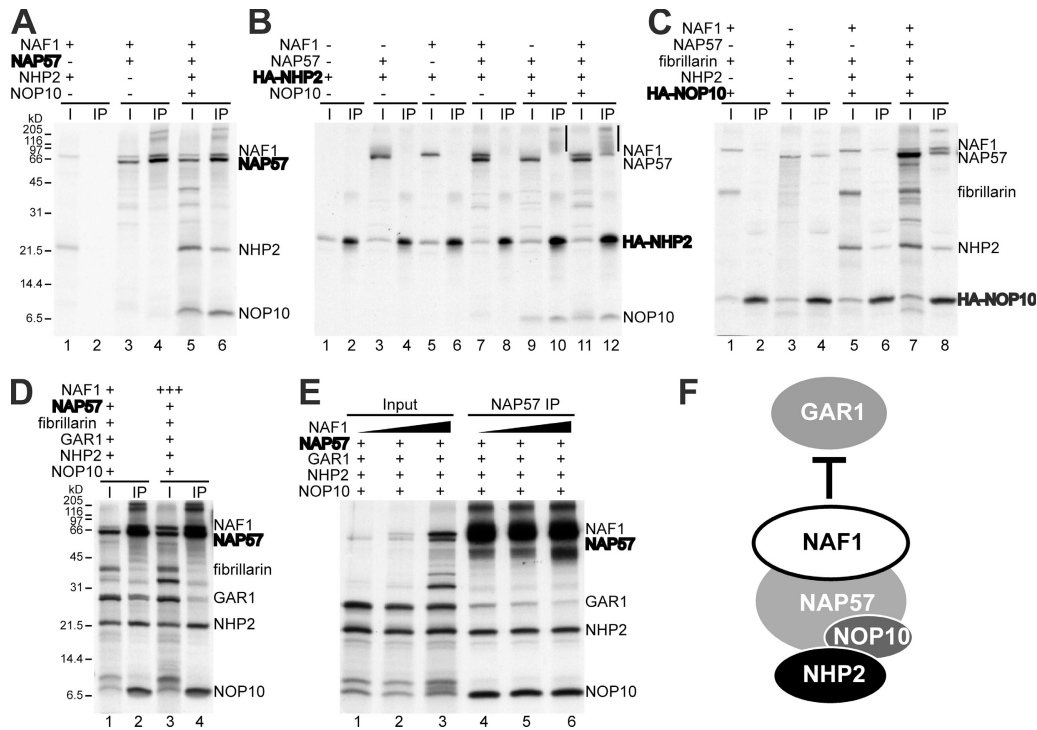 A
NAF1 + + +
NAP57 - + +
NHP2 + - +
NOP10 - - +
I IP I IP I IP
kD
205
116
97
66
45
31
21.5
14.4
6.5
NAF1
NAP57
NHP2
NOP10
1 2 3 4 5 6
B
NAF1 - - + + - +
NAP57 - + - + + +
HA-NHP2 + + + + + +
NOP10 - - - - + +
I IP I IP I IP I IP I IP I IP
NAF1
NAP57
HA-NHP2
NOP10
1 2 3 4 5 6 7 8 9 10 11 12
C
NAF1 + - + +
NAP57 - + - +
fibrillarin + + + +
NHP2 - - + +
HA-NOP10 + + + +
I IP I IP I IP I IP
NAF1
NAP57
fibrillarin
NHP2
HA-NOP10
1 2 3 4 5 6 7 8
D
NAF1 + +++
NAP57 + +
fibrillarin + +
GAR1 + +
NHP2 + +
NOP10 + +
I IP I IP
kD
205
116
97
66
45
31
21.5
14.4
6.5
NAF1
NAP57
fibrillarin
GAR1
NHP2
NOP10
1 2 3 4
E
Input NAP57 IP
NAF1
NAP57 + + + + + +
GAR1 + + + + + +
NHP2 + + + + + +
NOP10 + + + + + +
NAF1
NAP57
GAR1
NHP2
NOP10
1 2 3 4 5 6
F
GAR1
NAF1
NAP57
NOP10
NHP2